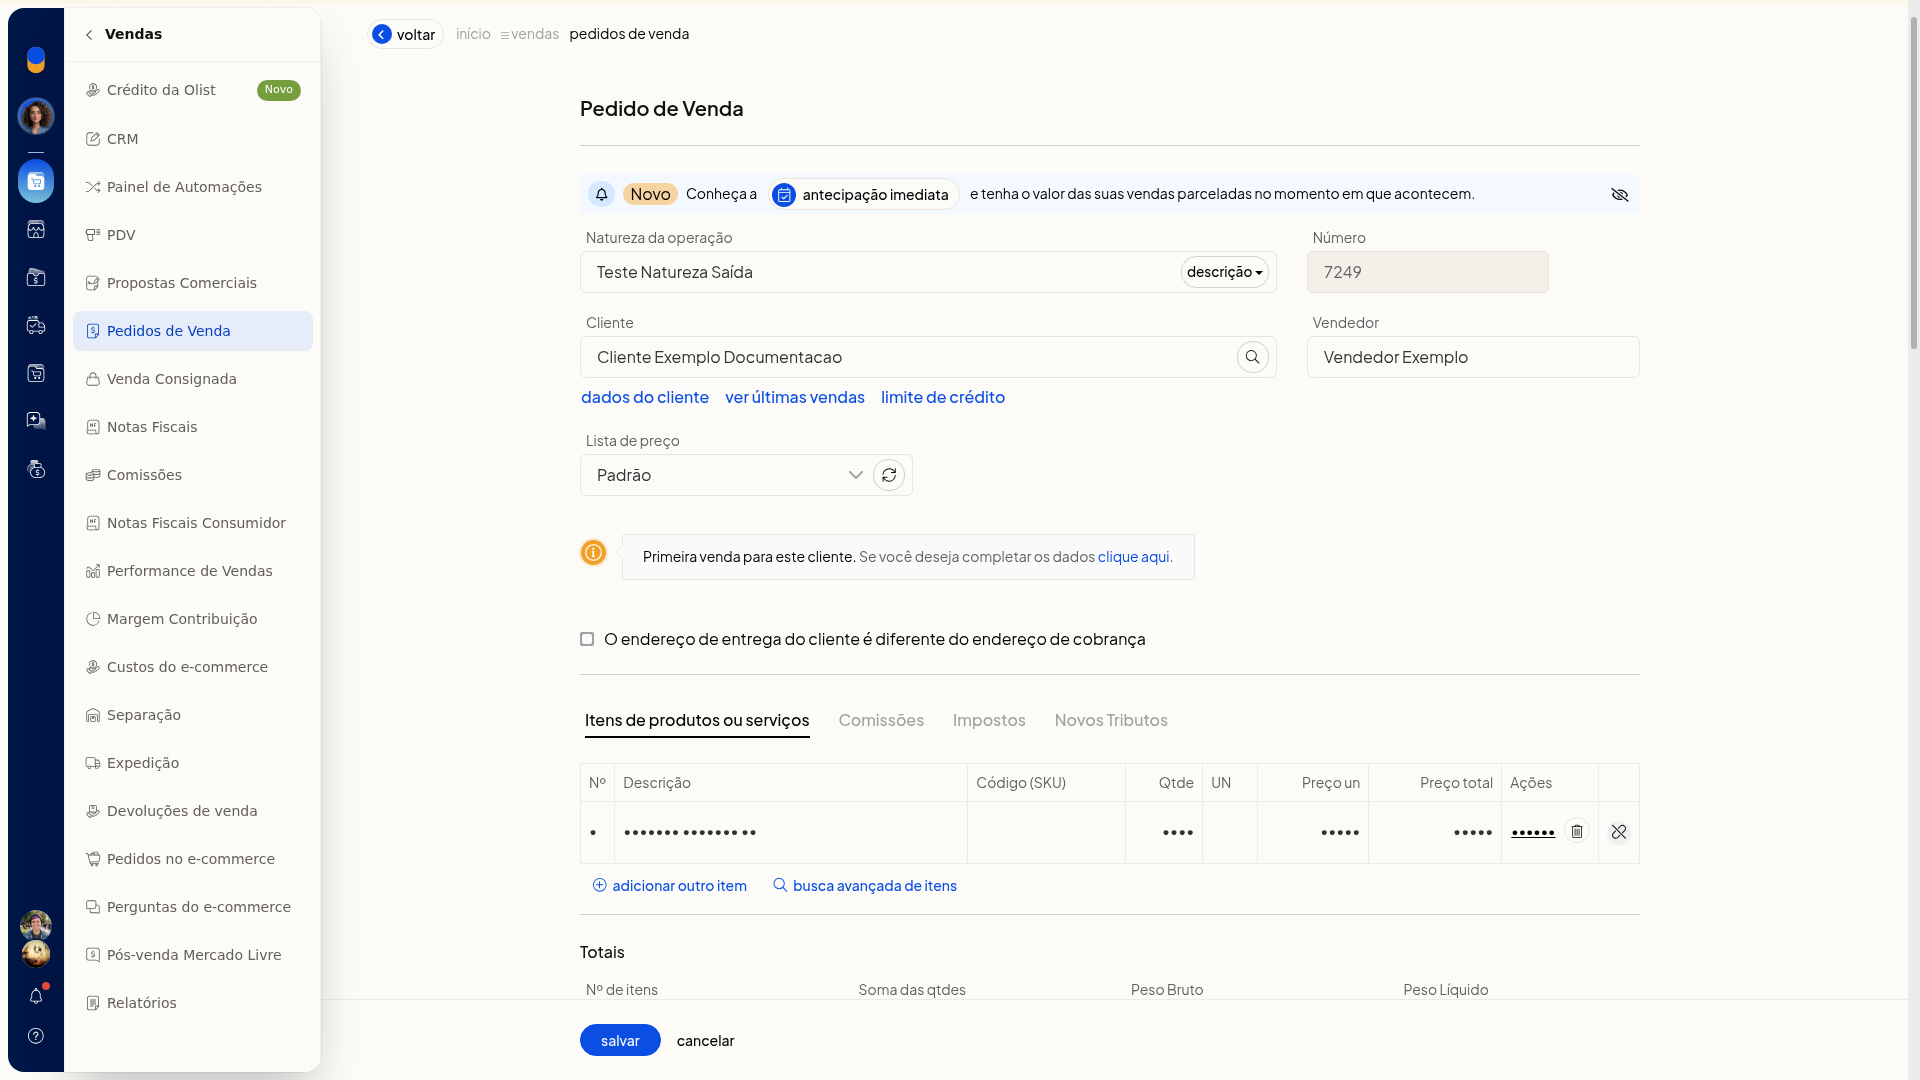 Vendas
Crédito da Olist Novo
CRM
Painel de Automações
PDV
Propostas Comerciais
Pedidos de Venda
Venda Consignada
Notas Fiscais
Comissões
Notas Fiscais Consumidor
Performance de Vendas
Margem Contribuição
Custos do e-commerce
Separação
Expedição
Devoluções de venda
Pedidos no e-commerce
Perguntas do e-commerce
Pós-venda Mercado Livre
Relatórios
voltar início vendas pedidos de venda
Pedido de Venda
Novo Conheça a antecipação imediata e tenha o valor das suas vendas parceladas no momento em que acontecem.
Natureza da operação Número
Teste Natureza Saída descrição 7249
Cliente Vendedor
Cliente Exemplo Documentacao Vendedor Exemplo
dados do cliente ver últimas vendas limite de crédito
Lista de preço
Padrão
Primeira venda para este cliente. Se você deseja completar os dados clique aqui.
O endereço de entrega do cliente é diferente do endereço de cobrança
Itens de produtos ou serviços Comissões Impostos Novos Tributos
Nº Descrição Código (SKU) Qtde UN Preço un Preço total Ações
• ••••••• ••••••• •• •••• ••••• ••••• ••••••
adicionar outro item busca avançada de itens
Totais
Nº de itens Soma das qtdes Peso Bruto Peso Líquido
salvar cancelar